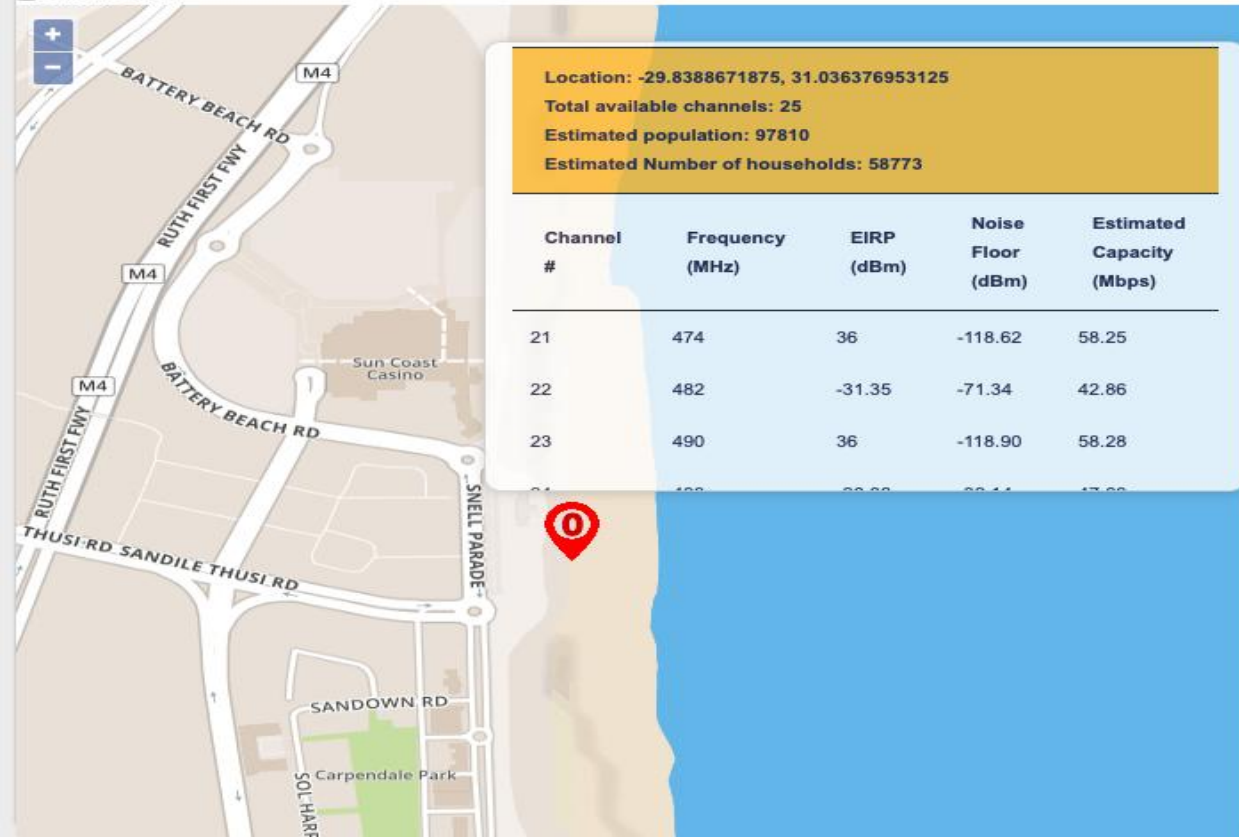 +
−
M4
BATTERY BEACH RD
RUTH FIRST FWY
M4
Sun Coast
Casino
M4
BATTERY BEACH RD
RUTH FIRST FWY
SNELL PARADE
THUSI RD SANDILE THUSI RD
SANDOWN RD
Carpendale Park
SOL HARR
0
Location: -29.8388671875, 31.036376953125
Total available channels: 25
Estimated population: 97810
Estimated Number of households: 58773
Channel # Frequency (MHz) EIRP (dBm) Noise Floor (dBm) Estimated Capacity (Mbps)
21 474 36 -118.62 58.25
22 482 -31.35 -71.34 42.86
23 490 36 -118.90 58.28